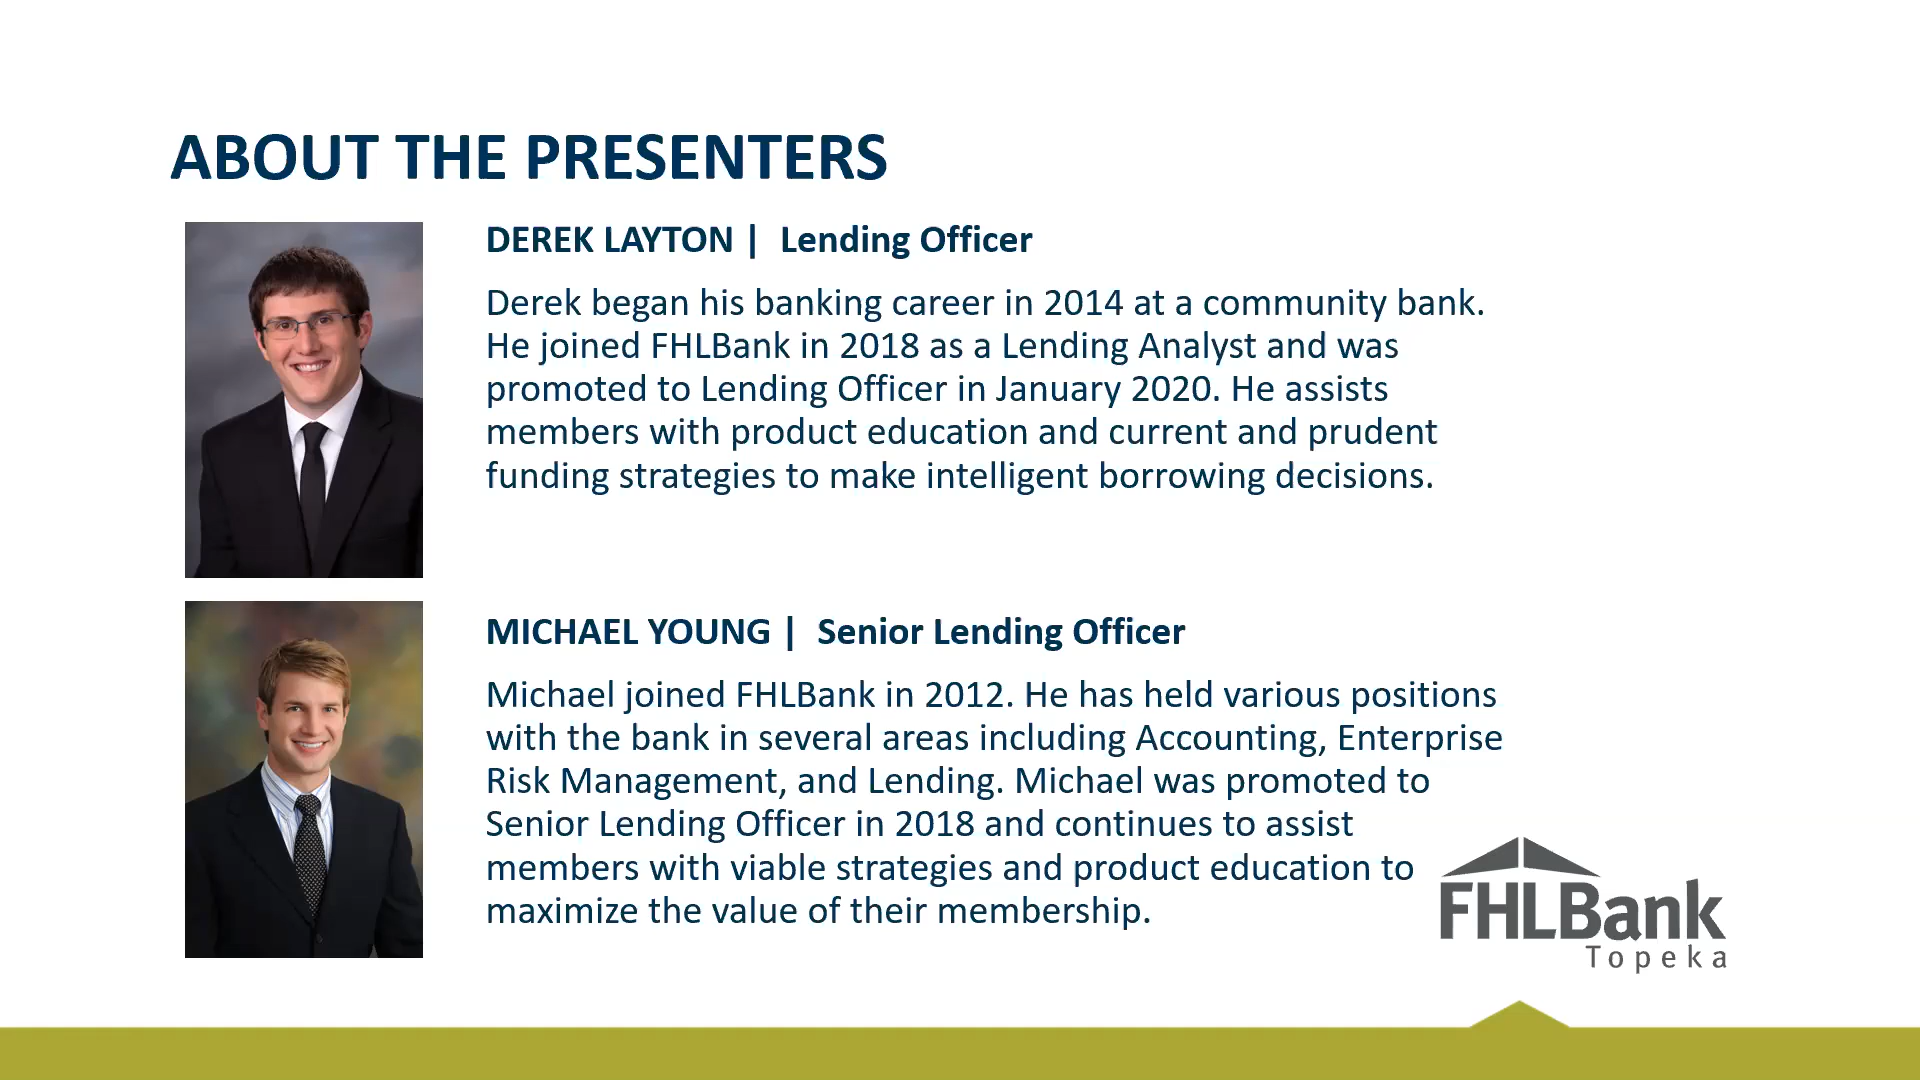 ABOUT THE PRESENTERS
DEREK LAYTON | Lending Officer
Derek began his banking career in 2014 at a community bank.
He joined FHLBank in 2018 as a Lending Analyst and was
promoted to Lending Officer in January 2020. He assists
members with product education and current and prudent
funding strategies to make intelligent borrowing decisions.
MICHAEL YOUNG | Senior Lending Officer
Michael joined FHLBank in 2012. He has held various positions
with the bank in several areas including Accounting, Enterprise
Risk Management, and Lending. Michael was promoted to
Senior Lending Officer in 2018 and continues to assist
members with viable strategies and product education to
maximize the value of their membership.
FHLBank
Topeka